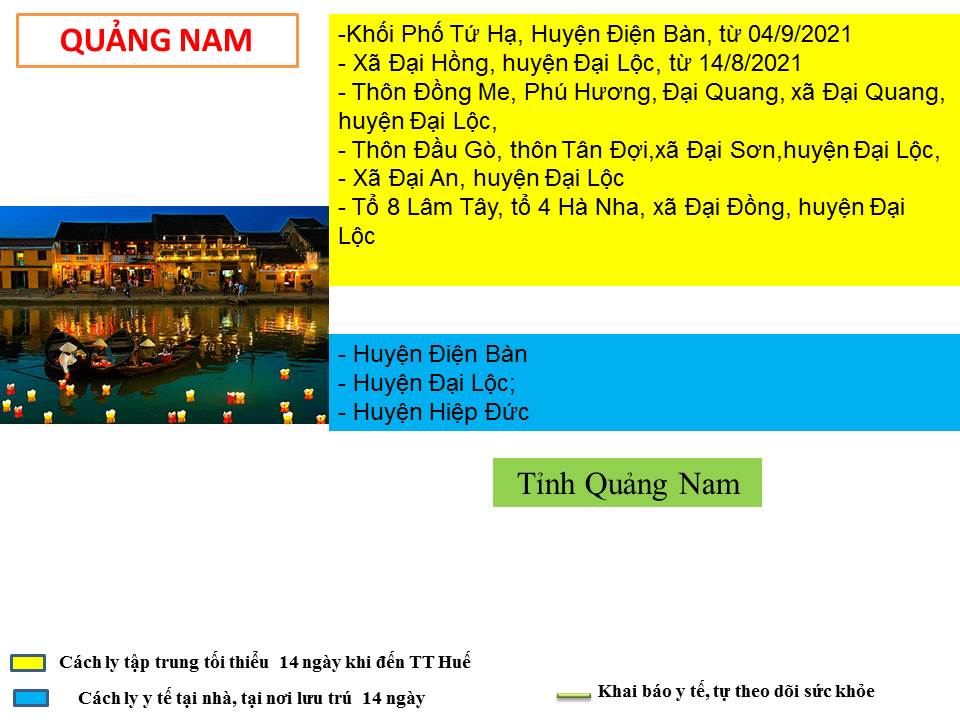 QUẢNG NAM
-Khối Phố Tứ Hạ, Huyện Điện Bàn, từ 04/9/2021
- Xã Đại Hồng, huyện Đại Lộc, từ 14/8/2021
- Thôn Đồng Me, Phú Hương, Đại Quang, xã Đại Quang,
huyện Đại Lộc,
- Thôn Đầu Gò, thôn Tân Đợi,xã Đại Sơn,huyện Đại Lộc,
- Xã Đại An, huyện Đại Lộc
- Tổ 8 Lâm Tây, tổ 4 Hà Nha, xã Đại Đồng, huyện Đại
Lộc
- Huyện Điện Bàn
- Huyện Đại Lộc;
- Huyện Hiệp Đức
Tỉnh Quảng Nam
Cách ly tập trung tối thiểu 14 ngày khi đến TT Huế
Cách ly y tế tại nhà, tại nơi lưu trú 14 ngày
Khai báo y tế, tự theo dõi sức khỏe